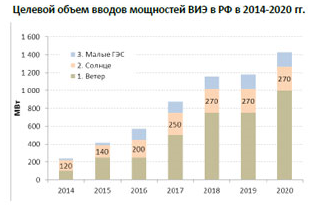 Целевой объем вводов мощностей ВИЭ в РФ в 2014-2020 гг.
1 600
1 400
1 200
1 000
800
600
400
200
0
МВт
3. Малые ГЭС
2. Солнце
1. Ветер
120
140
200
250
270
270
270
2014 2015 2016 2017 2018 2019 2020